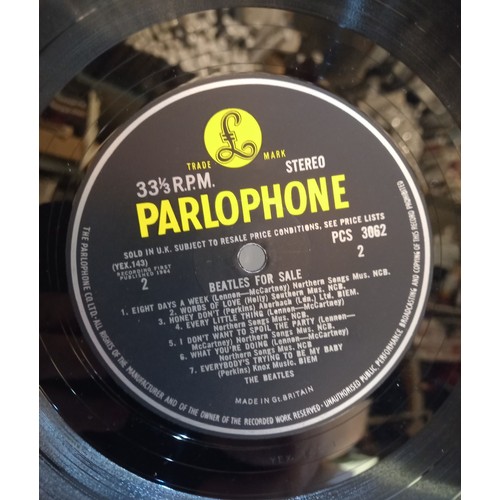 £
TRADE MARK
33⅓ R.P.M. STEREO
PARLOPHONE
SOLD IN U.K. SUBJECT TO RESALE PRICE CONDITIONS, SEE PRICE LISTS
(YEX.143) PCS 3062
RECORDING FIRST
PUBLISHED 1964
2 2
BEATLES FOR SALE
1. EIGHT DAYS A WEEK (Lennon—McCartney) Northern Songs Mus. NCB.
2. WORDS OF LOVE (Holly) Southern Mus. NCB.
3. HONEY DON'T (Perkins) Aberbach (Ldn.) Ltd. BIEM.
4. EVERY LITTLE THING (Lennon—McCartney)
Northern Songs Mus. NCB.
5. I DON'T WANT TO SPOIL THE PARTY (Lennon—
McCartney) Northern Songs Mus. NCB.
6. WHAT YOU'RE DOING (Lennon—McCartney)
Northern Songs Mus. NCB.
7. EVERYBODY'S TRYING TO BE MY BABY
(Perkins) Knox Music. BIEM
THE BEATLES
MADE IN GT. BRITAIN
THE PARLOPHONE CO. LTD. ALL RIGHTS OF THE MANUFACTURER AND OF THE OWNER OF THE RECORDED WORK RESERVED. UNAUTHORISED PUBLIC PERFORMANCE BROADCASTING AND COPYING OF THIS RECORD PROHIBITED